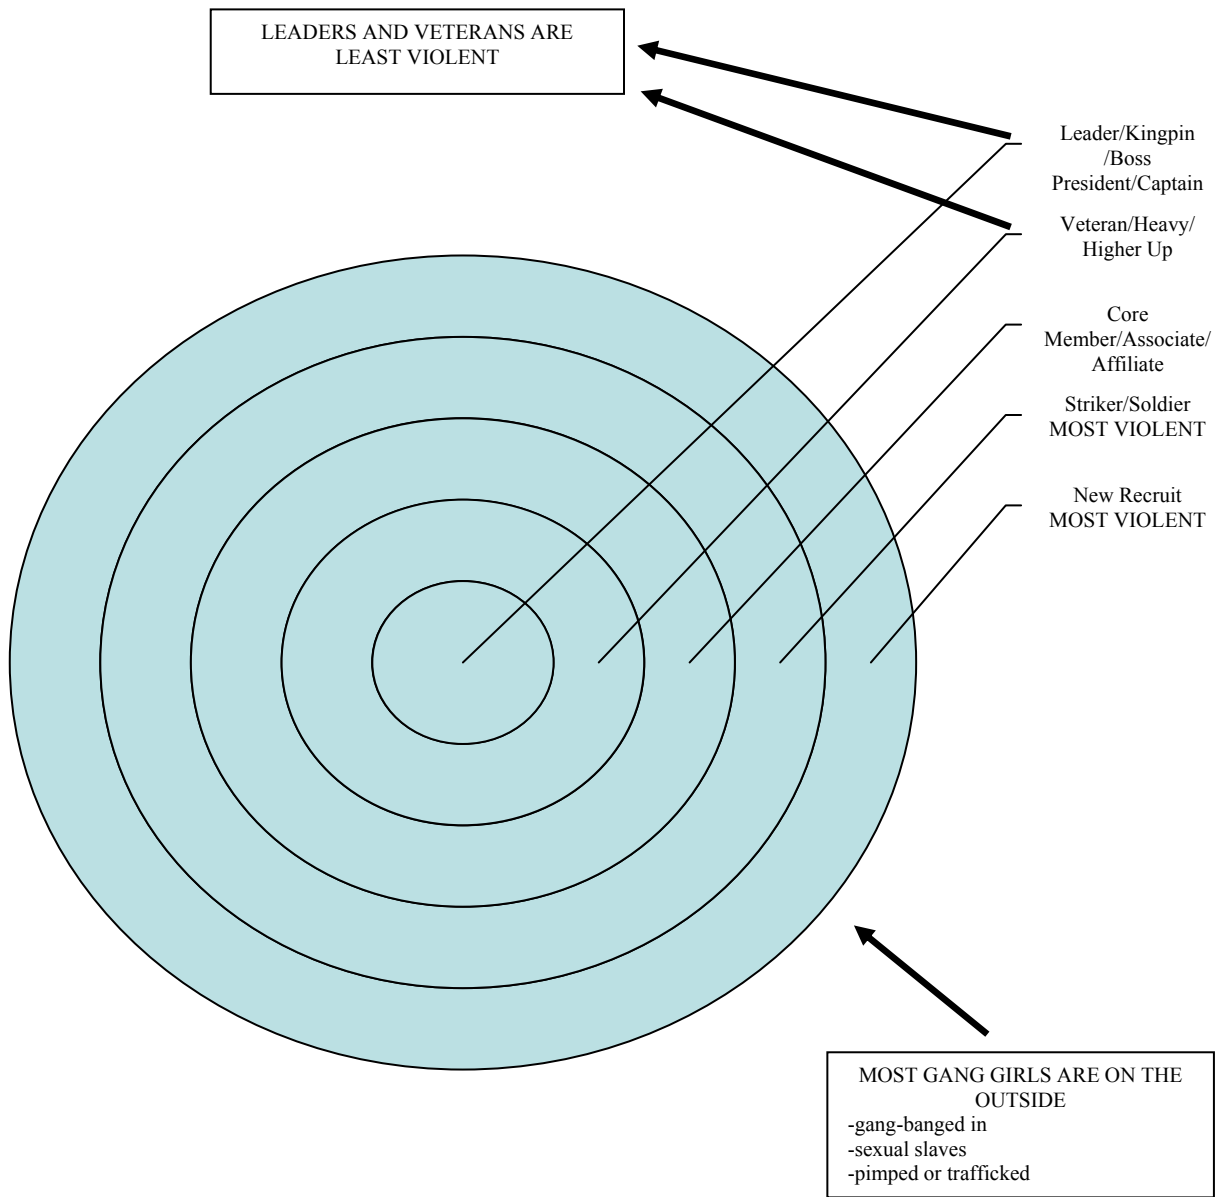 LEADERS AND VETERANS ARE
LEAST VIOLENT
Leader/Kingpin
/Boss
President/Captain
Veteran/Heavy/
Higher Up
Core
Member/Associate/
Affiliate
Striker/Soldier
MOST VIOLENT
New Recruit
MOST VIOLENT
MOST GANG GIRLS ARE ON THE
OUTSIDE
-gang-banged in
-sexual slaves
-pimped or trafficked